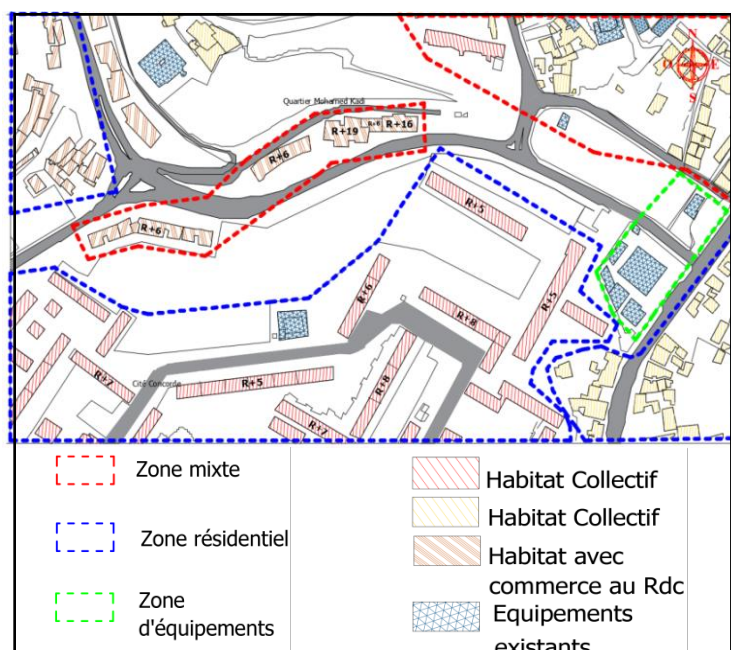 N
O E
S
Quartier Mohamed Kadi
R+19 R+6 R+16
R+6
R+6
R+5
R+6
R+5
R+8
R+7
Cité Concorde
R+5
R+8
R+7
Zone mixte
Zone résidentiel
Zone
d'équipements
Habitat Collectif
Habitat Collectif
Habitat avec
commerce au Rdc
Equipements
existants